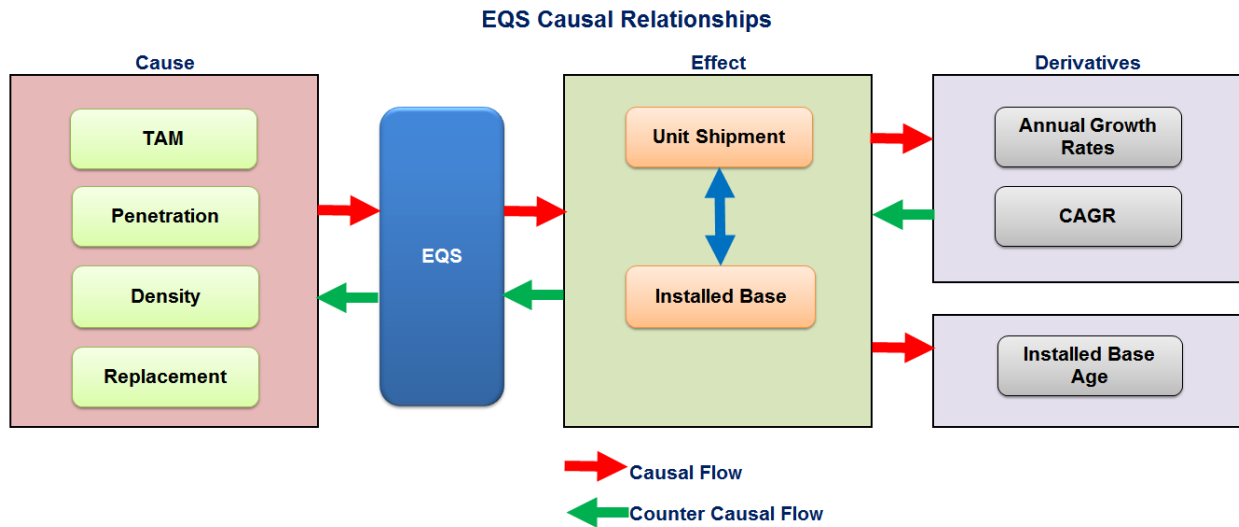 EQS Causal Relationships
Cause
Effect
Derivatives
TAM
Penetration
Density
Replacement
EQS
Unit Shipment
Installed Base
Annual Growth
Rates
CAGR
Installed Base
Age
Causal Flow
Counter Causal Flow